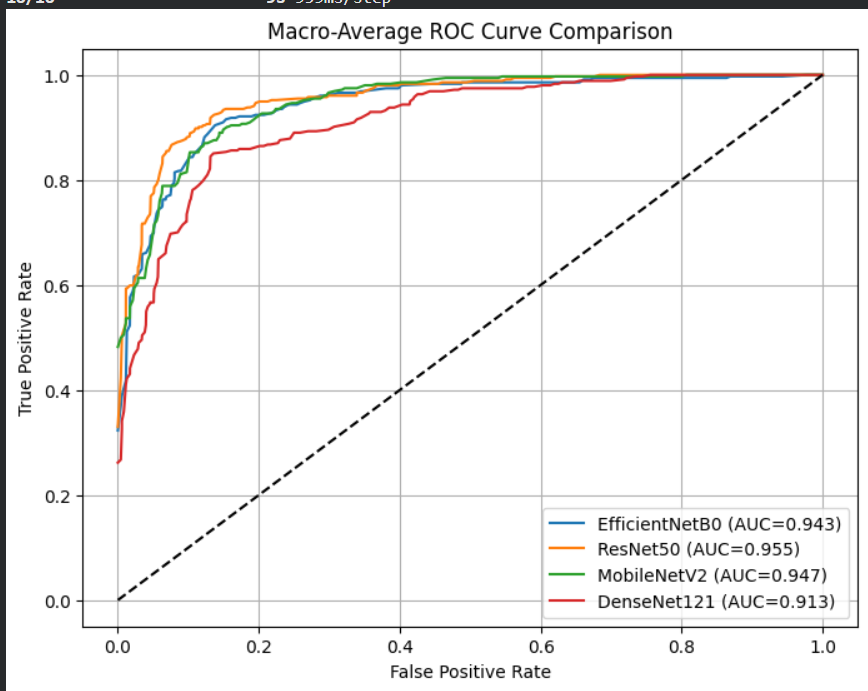 Macro-Average ROC Curve Comparison
1.0
0.8
0.6
0.4
0.2
0.0
True Positive Rate
EfficientNetB0 (AUC=0.943)
ResNet50 (AUC=0.955)
MobileNetV2 (AUC=0.947)
DenseNet121 (AUC=0.913)
0.0 0.2 0.4 0.6 0.8 1.0
False Positive Rate